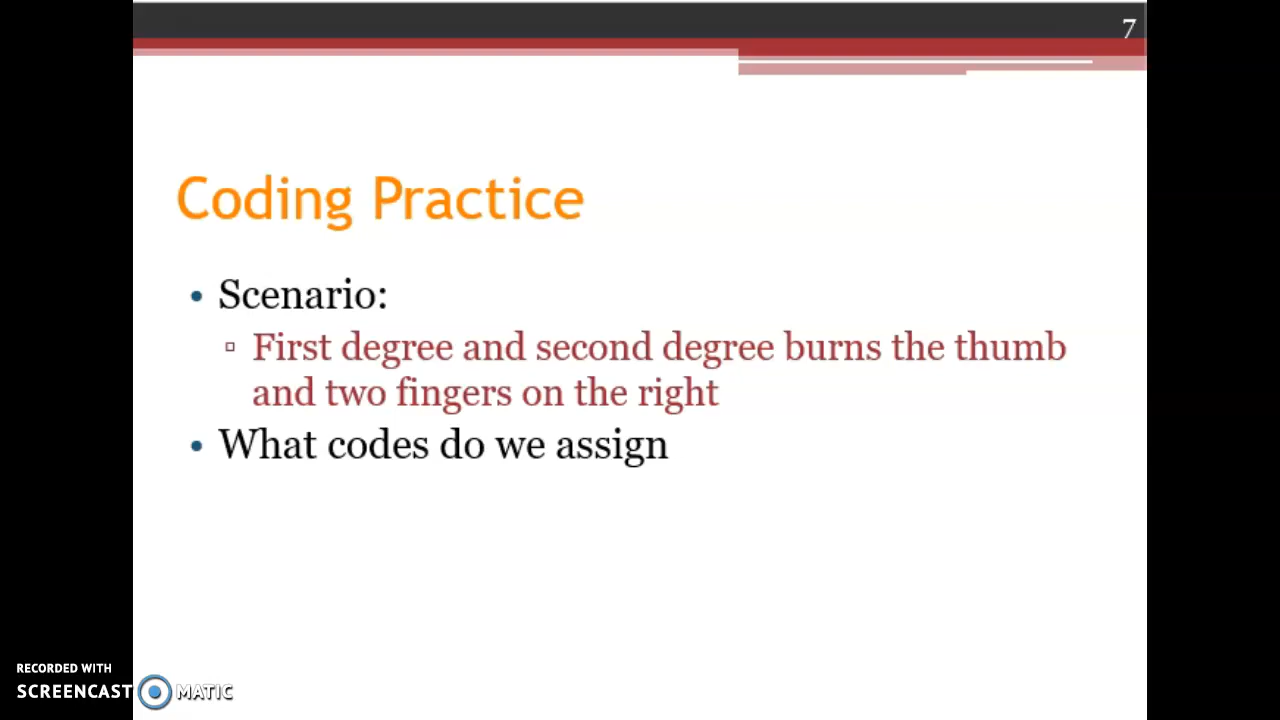 7
Coding Practice
• Scenario:
▫ First degree and second degree burns the thumb
and two fingers on the right
• What codes do we assign
RECORDED WITH
SCREENCAST MATIC